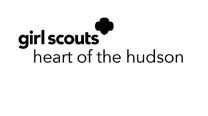 girl scouts
heart of the hudson